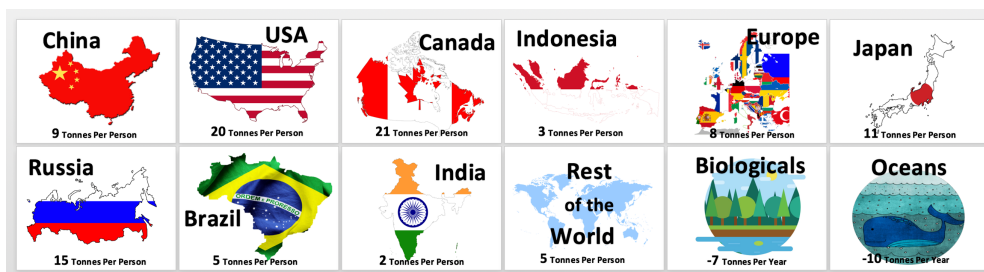 China
9 Tonnes Per Person
USA
20 Tonnes Per Person
Canada
21 Tonnes Per Person
Indonesia
3 Tonnes Per Person
Europe
8 Tonnes Per Person
Japan
11 Tonnes Per Person
Russia
15 Tonnes Per Person
Brazil
ORDEM E PROGRESSO
5 Tonnes Per Person
India
2 Tonnes Per Person
Rest
of the
World
5 Tonnes Per Person
Biologicals
-7 Tonnes Per Year
Oceans
-10 Tonnes Per Year